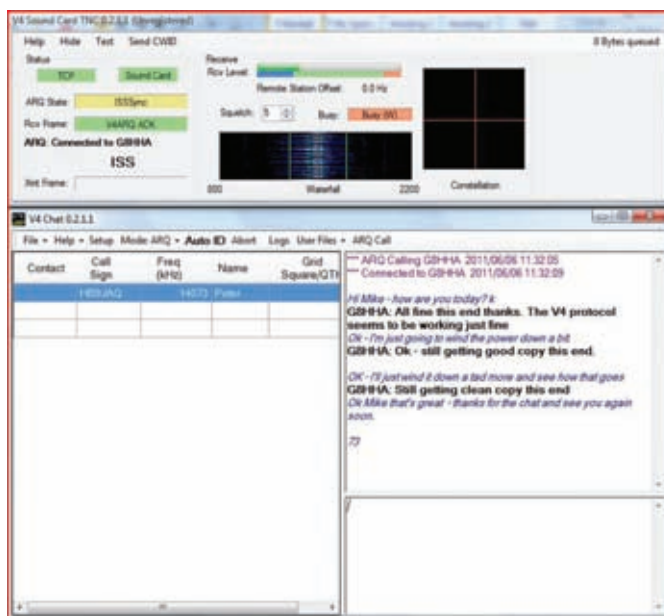 V4 Sound Card TNC 0.2.1.1 (Unregistered)
Help Hide Test Send CWID
8 Bytes queued
Status
TCP Sound Card
ARQ State: ISSSync
Rcv Frame: V4ARQ ACK
ARQ: Connected to G8HHA
ISS
Xmt Frame:
Receive
Rcv Level:
Remote Station Offset: 0.0 Hz
Squelch: 5 Busy: Busy
800 Waterfall 2200
Constellation
V4 Chat 0.2.1.1
File Help Setup Mode: ARQ Auto ID Abort Logs User Files ARQ Call
Contact
Call Sign
Freq (kHz)
Name
Grid Square/QTH
14073 Peter
*** ARQ Calling G8HHA 2011/06/06 11:32:05
*** Connected to G8HHA 2011/06/06 11:32:09
Hi Mike - how are you today? k
G8HHA: All fine this end thanks. The V4 protocol
seems to be working just fine
Ok - I'm just going to wind the power down a bit
G8HHA: Ok - still getting good copy this end.
OK - I'll just wind it down a tad more and see how that goes
G8HHA: Still getting clean copy this end
Ok Mike that's great - thanks for the chat and see you again
soon.
73